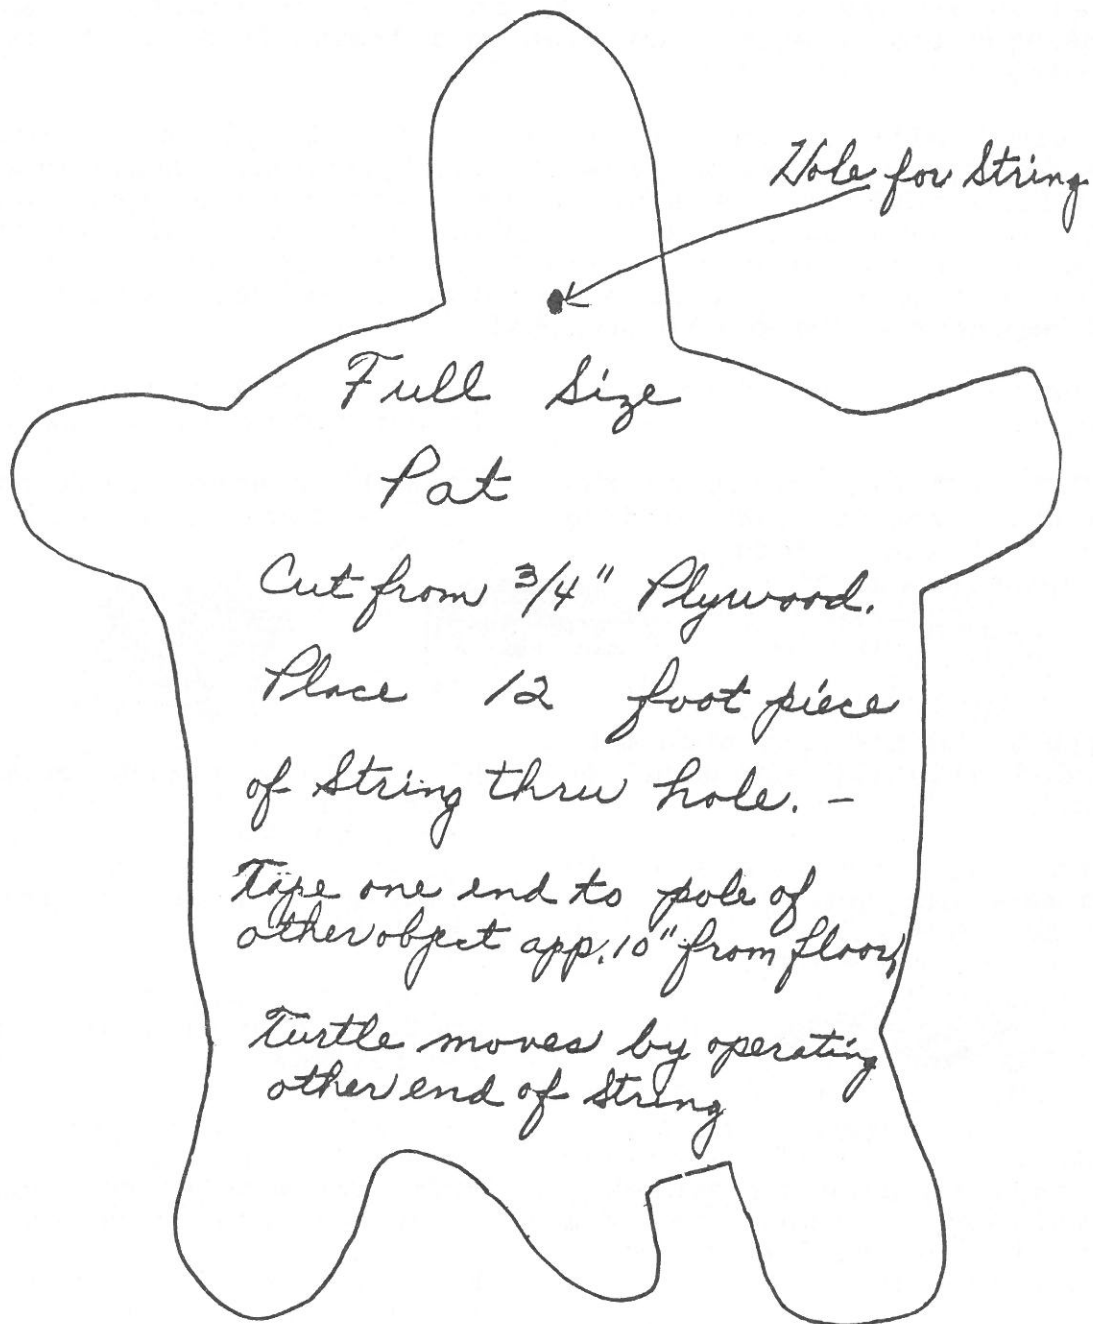 Hole for String
Full Size
Pat
Cut from 3/4" Plywood.
Place 12 foot piece
of String thru hole. –
Tape one end to pole of
other object app. 10" from floor,
Turtle moves by operating
other end of String